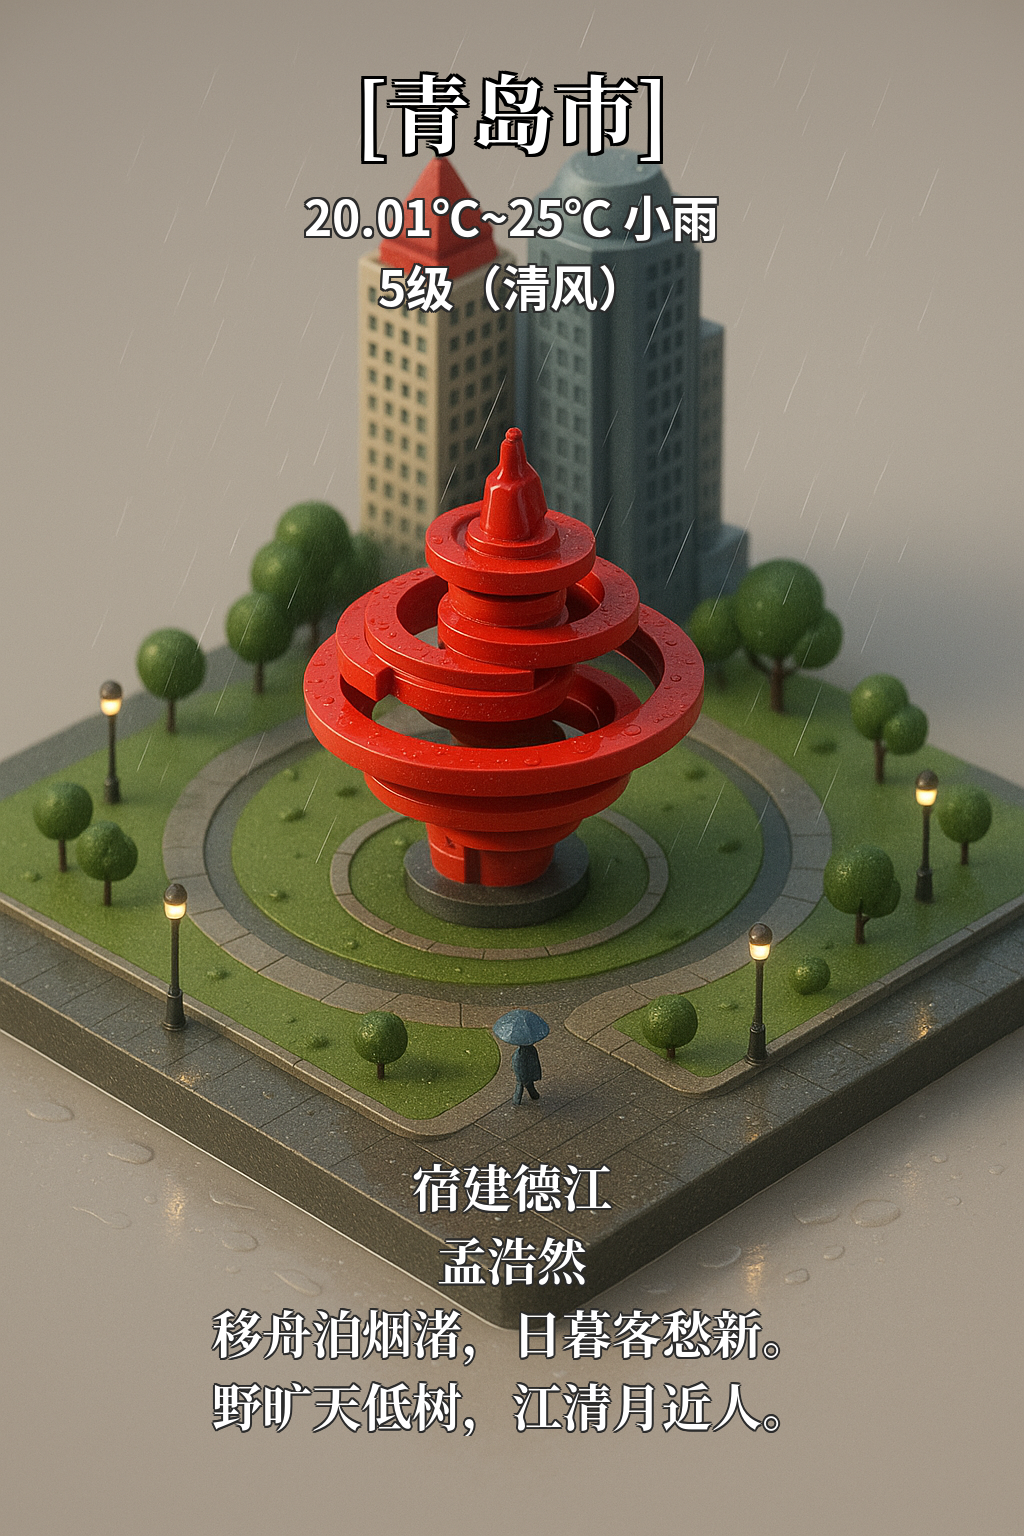 [青岛市]
20.01℃~25℃ 小雨
5级（清风）
宿建德江
孟浩然
移舟泊烟渚，日暮客愁新。
野旷天低树，江清月近人。